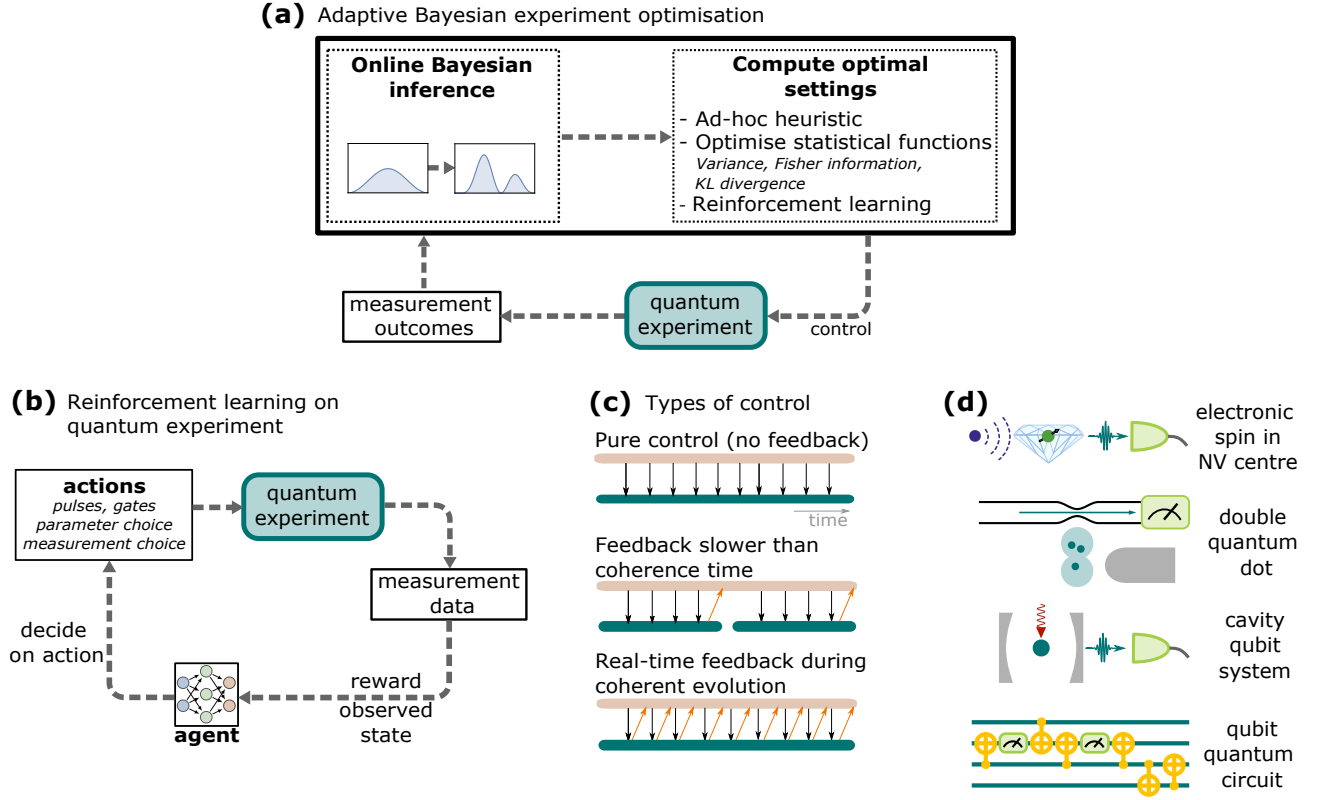 (a) Adaptive Bayesian experiment optimisation
Online Bayesian
inference
Compute optimal
settings
- Ad-hoc heuristic
- Optimise statistical functions
Variance, Fisher information,
KL divergence
- Reinforcement learning
measurement
outcomes
quantum
experiment
control
(b) Reinforcement learning on
quantum experiment
actions
pulses, gates
parameter choice
measurement choice
quantum
experiment
measurement
data
decide
on action
reward
observed
state
agent
(c) Types of control
Pure control (no feedback)
time
Feedback slower than
coherence time
Real-time feedback during
coherent evolution
(d)
electronic
spin in
NV centre
double
quantum
dot
cavity
qubit
system
qubit
quantum
circuit